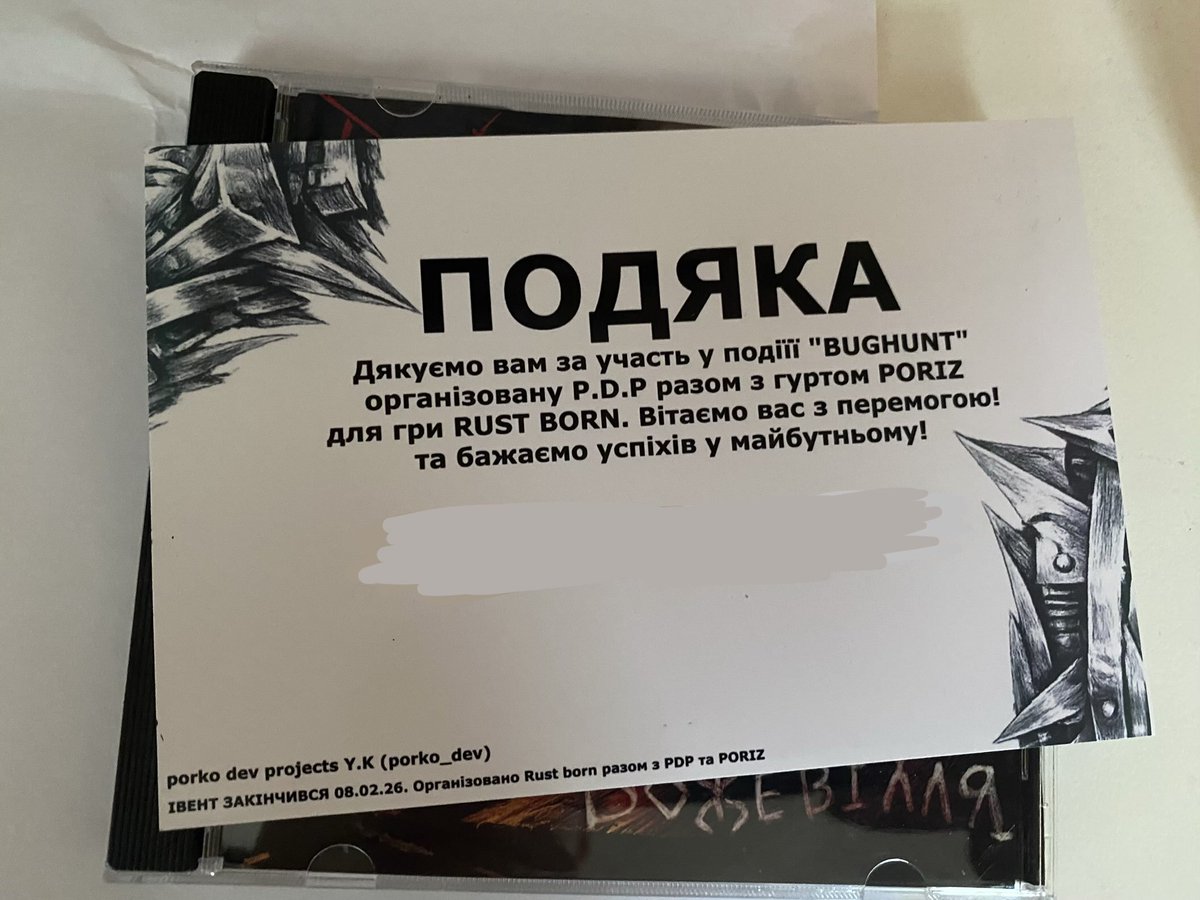 ПОДЯКА
Дякуємо вам за участь у подіїї "BUGHUNT"
організовану P.D.P разом з гуртом PORIZ
для гри RUST BORN. Вітаємо вас з перемогою!
та бажаємо успіхів у майбутньому!
porko dev projects Y.K (porko_dev)
ІВЕНТ ЗАКІНЧИВСЯ 08.02.26. Організовано Rust born разом з PDP та PORIZ
БОЖЕВІЛЛЯ